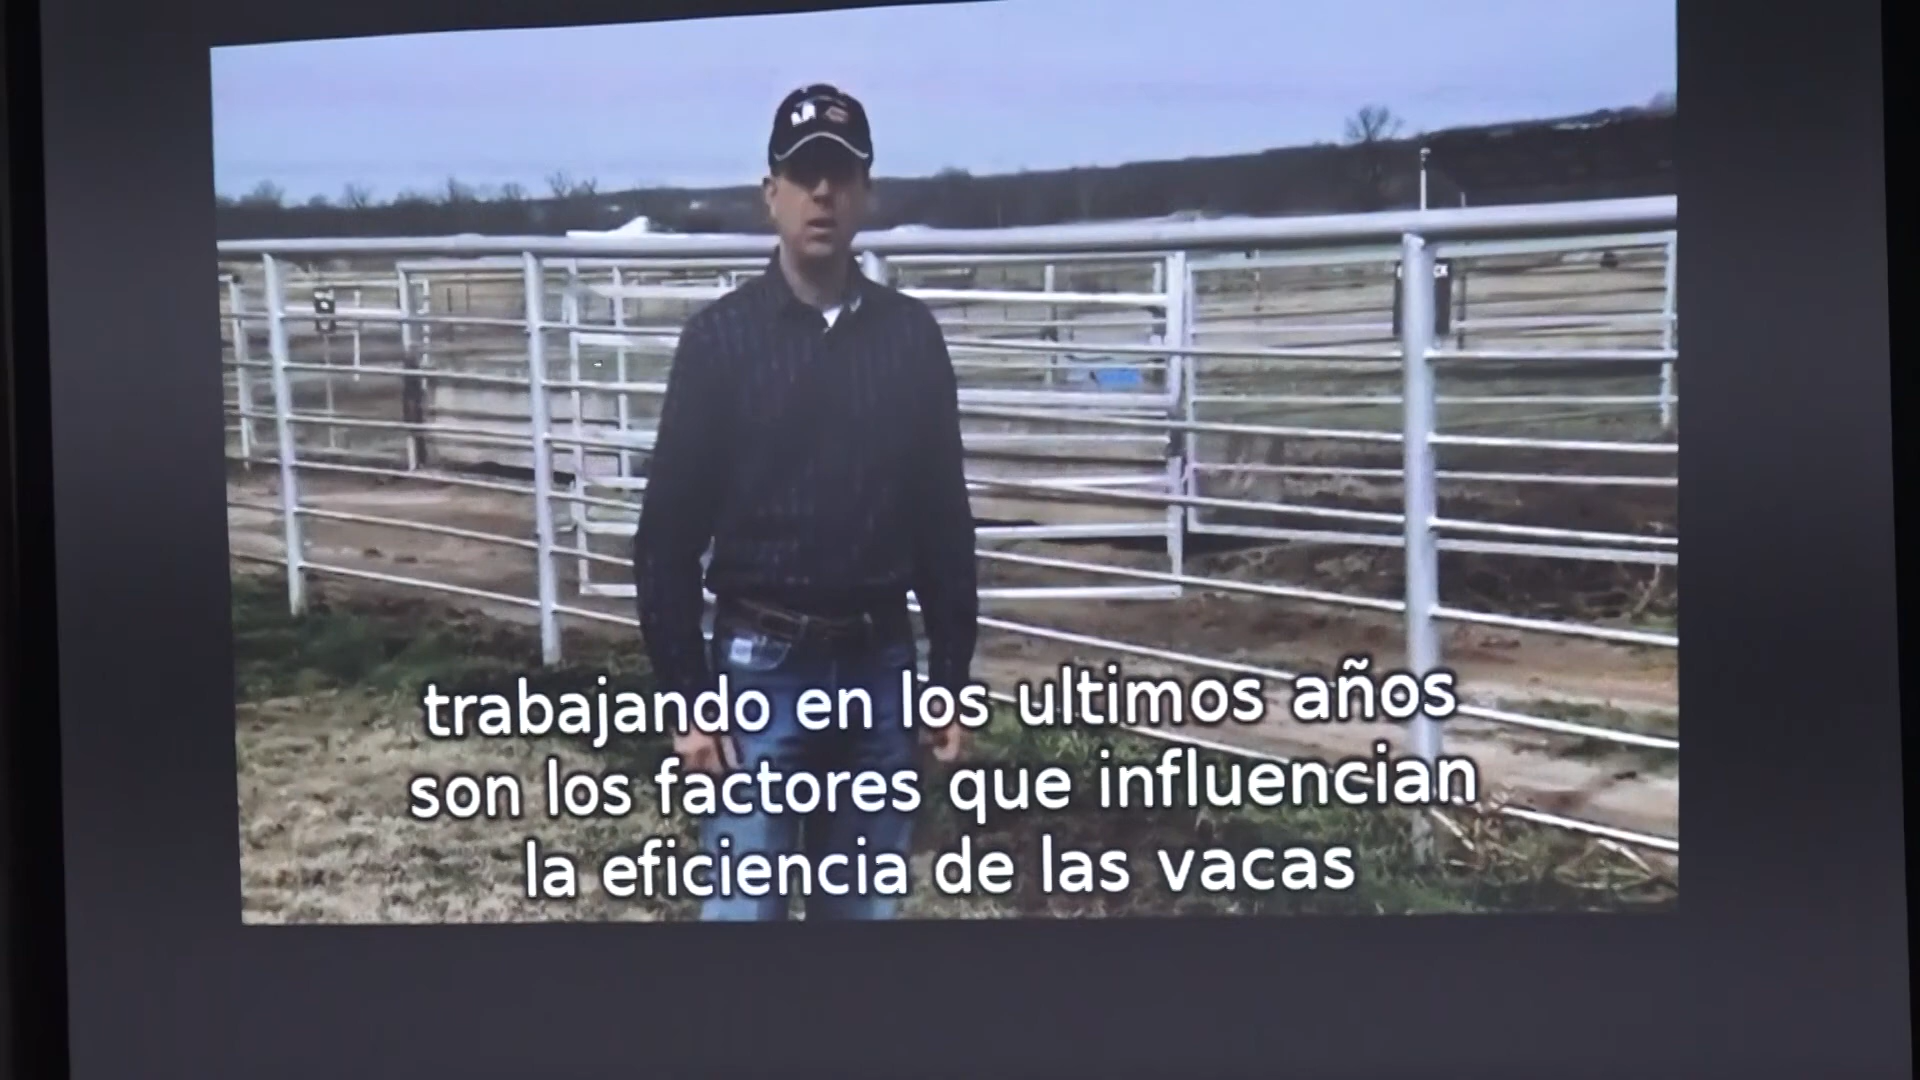 trabajando en los ultimos años
son los factores que influencian
la eficiencia de las vacas